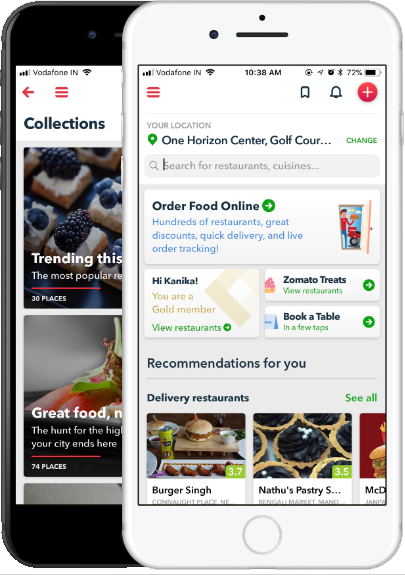 Vodafone IN
Collections
Trending this
The most popular re
30 PLACES
Great food, n
The hunt for the high
your city ends here
74 PLACES
Vodafone IN 10:38 AM 72%
YOUR LOCATION
One Horizon Center, Golf Cour... CHANGE
Search for restaurants, cuisines...
Order Food Online
Hundreds of restaurants, great
discounts, quick delivery, and live
order tracking!
Hi Kanika!
You are a
Gold member
View restaurants
Zomato Treats
View restaurants
Book a Table
In a few taps
Recommendations for you
Delivery restaurants See all
3.7 3.5
Burger Singh Nathu's Pastry S... McD
CONNAUGHT PLACE, NE... BENGALI MARKET, MAND...